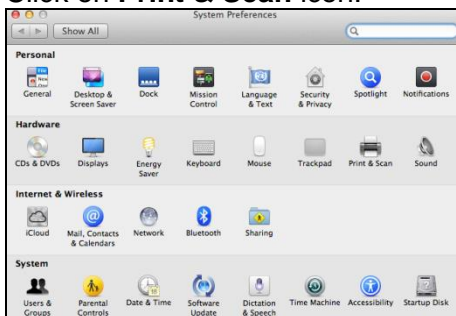 Click on Print & Scan icon.
System Preferences
Show All
Personal
General
Desktop & Screen Saver
Dock
Mission Control
Language & Text
Security & Privacy
Spotlight
Notifications
Hardware
CDs & DVDs
Displays
Energy Saver
Keyboard
Mouse
Trackpad
Print & Scan
Sound
Internet & Wireless
iCloud
Mail, Contacts & Calendars
Network
Bluetooth
Sharing
System
Users & Groups
Parental Controls
Date & Time
Software Update
Dictation & Speech
Time Machine
Accessibility
Startup Disk